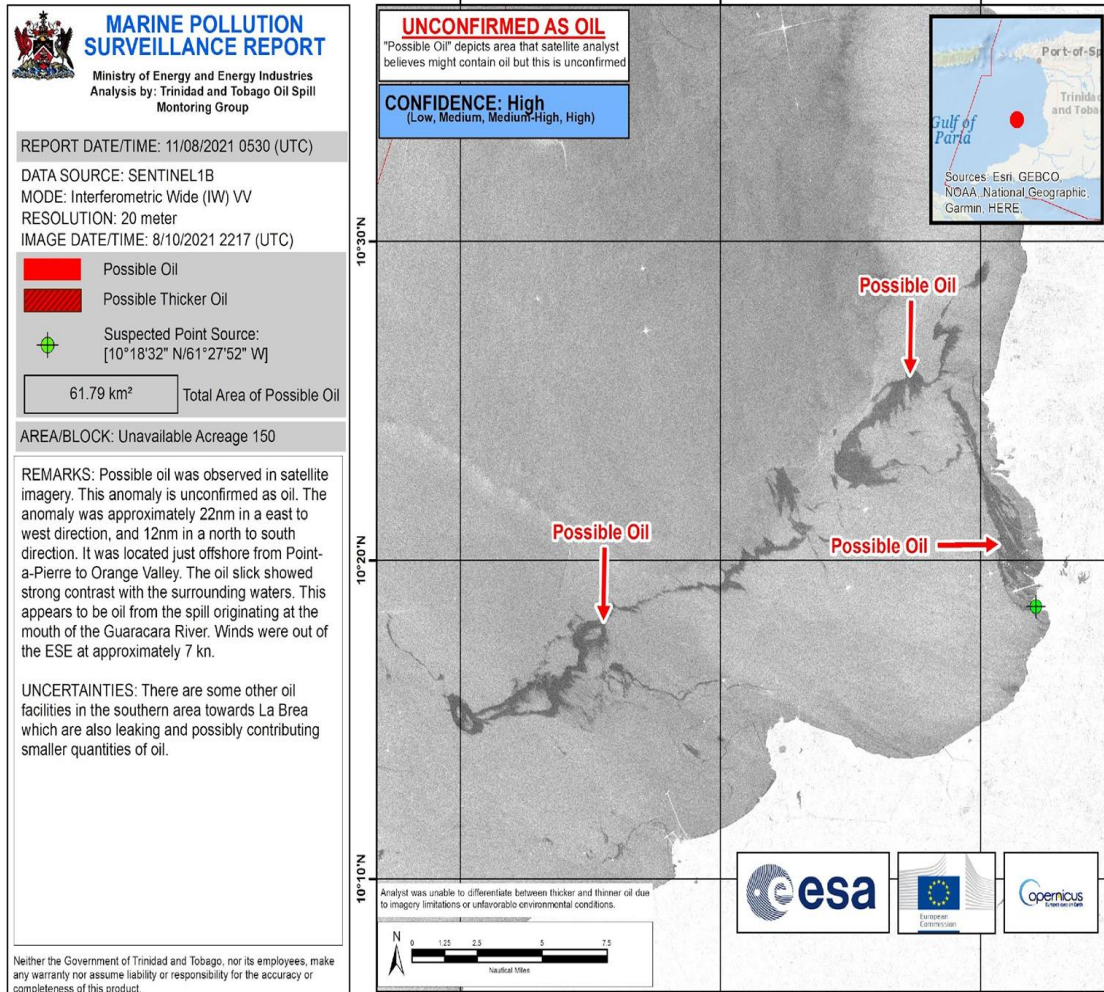 MARINE POLLUTION
SURVEILLANCE REPORT
Ministry of Energy and Energy Industries
Analysis by: Trinidad and Tobago Oil Spill
Montoring Group
REPORT DATE/TIME: 11/08/2021 0530 (UTC)
DATA SOURCE: SENTINEL1B
MODE: Interferometric Wide (IW) VV
RESOLUTION: 20 meter
IMAGE DATE/TIME: 8/10/2021 2217 (UTC)
Possible Oil
Possible Thicker Oil
Suspected Point Source:
[10°18'32" N/61°27'52" W]
61.79 km² Total Area of Possible Oil
AREA/BLOCK: Unavailable Acreage 150
REMARKS: Possible oil was observed in satellite
imagery. This anomaly is unconfirmed as oil. The
anomaly was approximately 22nm in a east to
west direction, and 12nm in a north to south
direction. It was located just offshore from Point-
a-Pierre to Orange Valley. The oil slick showed
strong contrast with the surrounding waters. This
appears to be oil from the spill originating at the
mouth of the Guaracara River. Winds were out of
the ESE at approximately 7 kn.
UNCERTAINTIES: There are some other oil
facilities in the southern area towards La Brea
which are also leaking and possibly contributing
smaller quantities of oil.
Neither the Government of Trinidad and Tobago, nor its employees, make
any warranty nor assume liability or responsibility for the accuracy or
completeness of this product.
UNCONFIRMED AS OIL
"Possible Oil" depicts area that satellite analyst
believes might contain oil but this is unconfirmed
CONFIDENCE: High
(Low, Medium, Medium-High, High)
Port-of-Sp
Trinidad
and Toba
Gulf of
Paria
Sources: Esri, GEBCO,
NOAA, National Geographic,
Garmin, HERE,
10°30'N
10°20'N
10°10'N
Possible Oil
Possible Oil
Possible Oil
Analyst was unable to differentiate between thicker and thinner oil due
to imagery limitations or unfavorable environmental conditions.
N
0 1.25 2.5 5 7.5
Nautical Miles
esa
European
Commission
opernicus